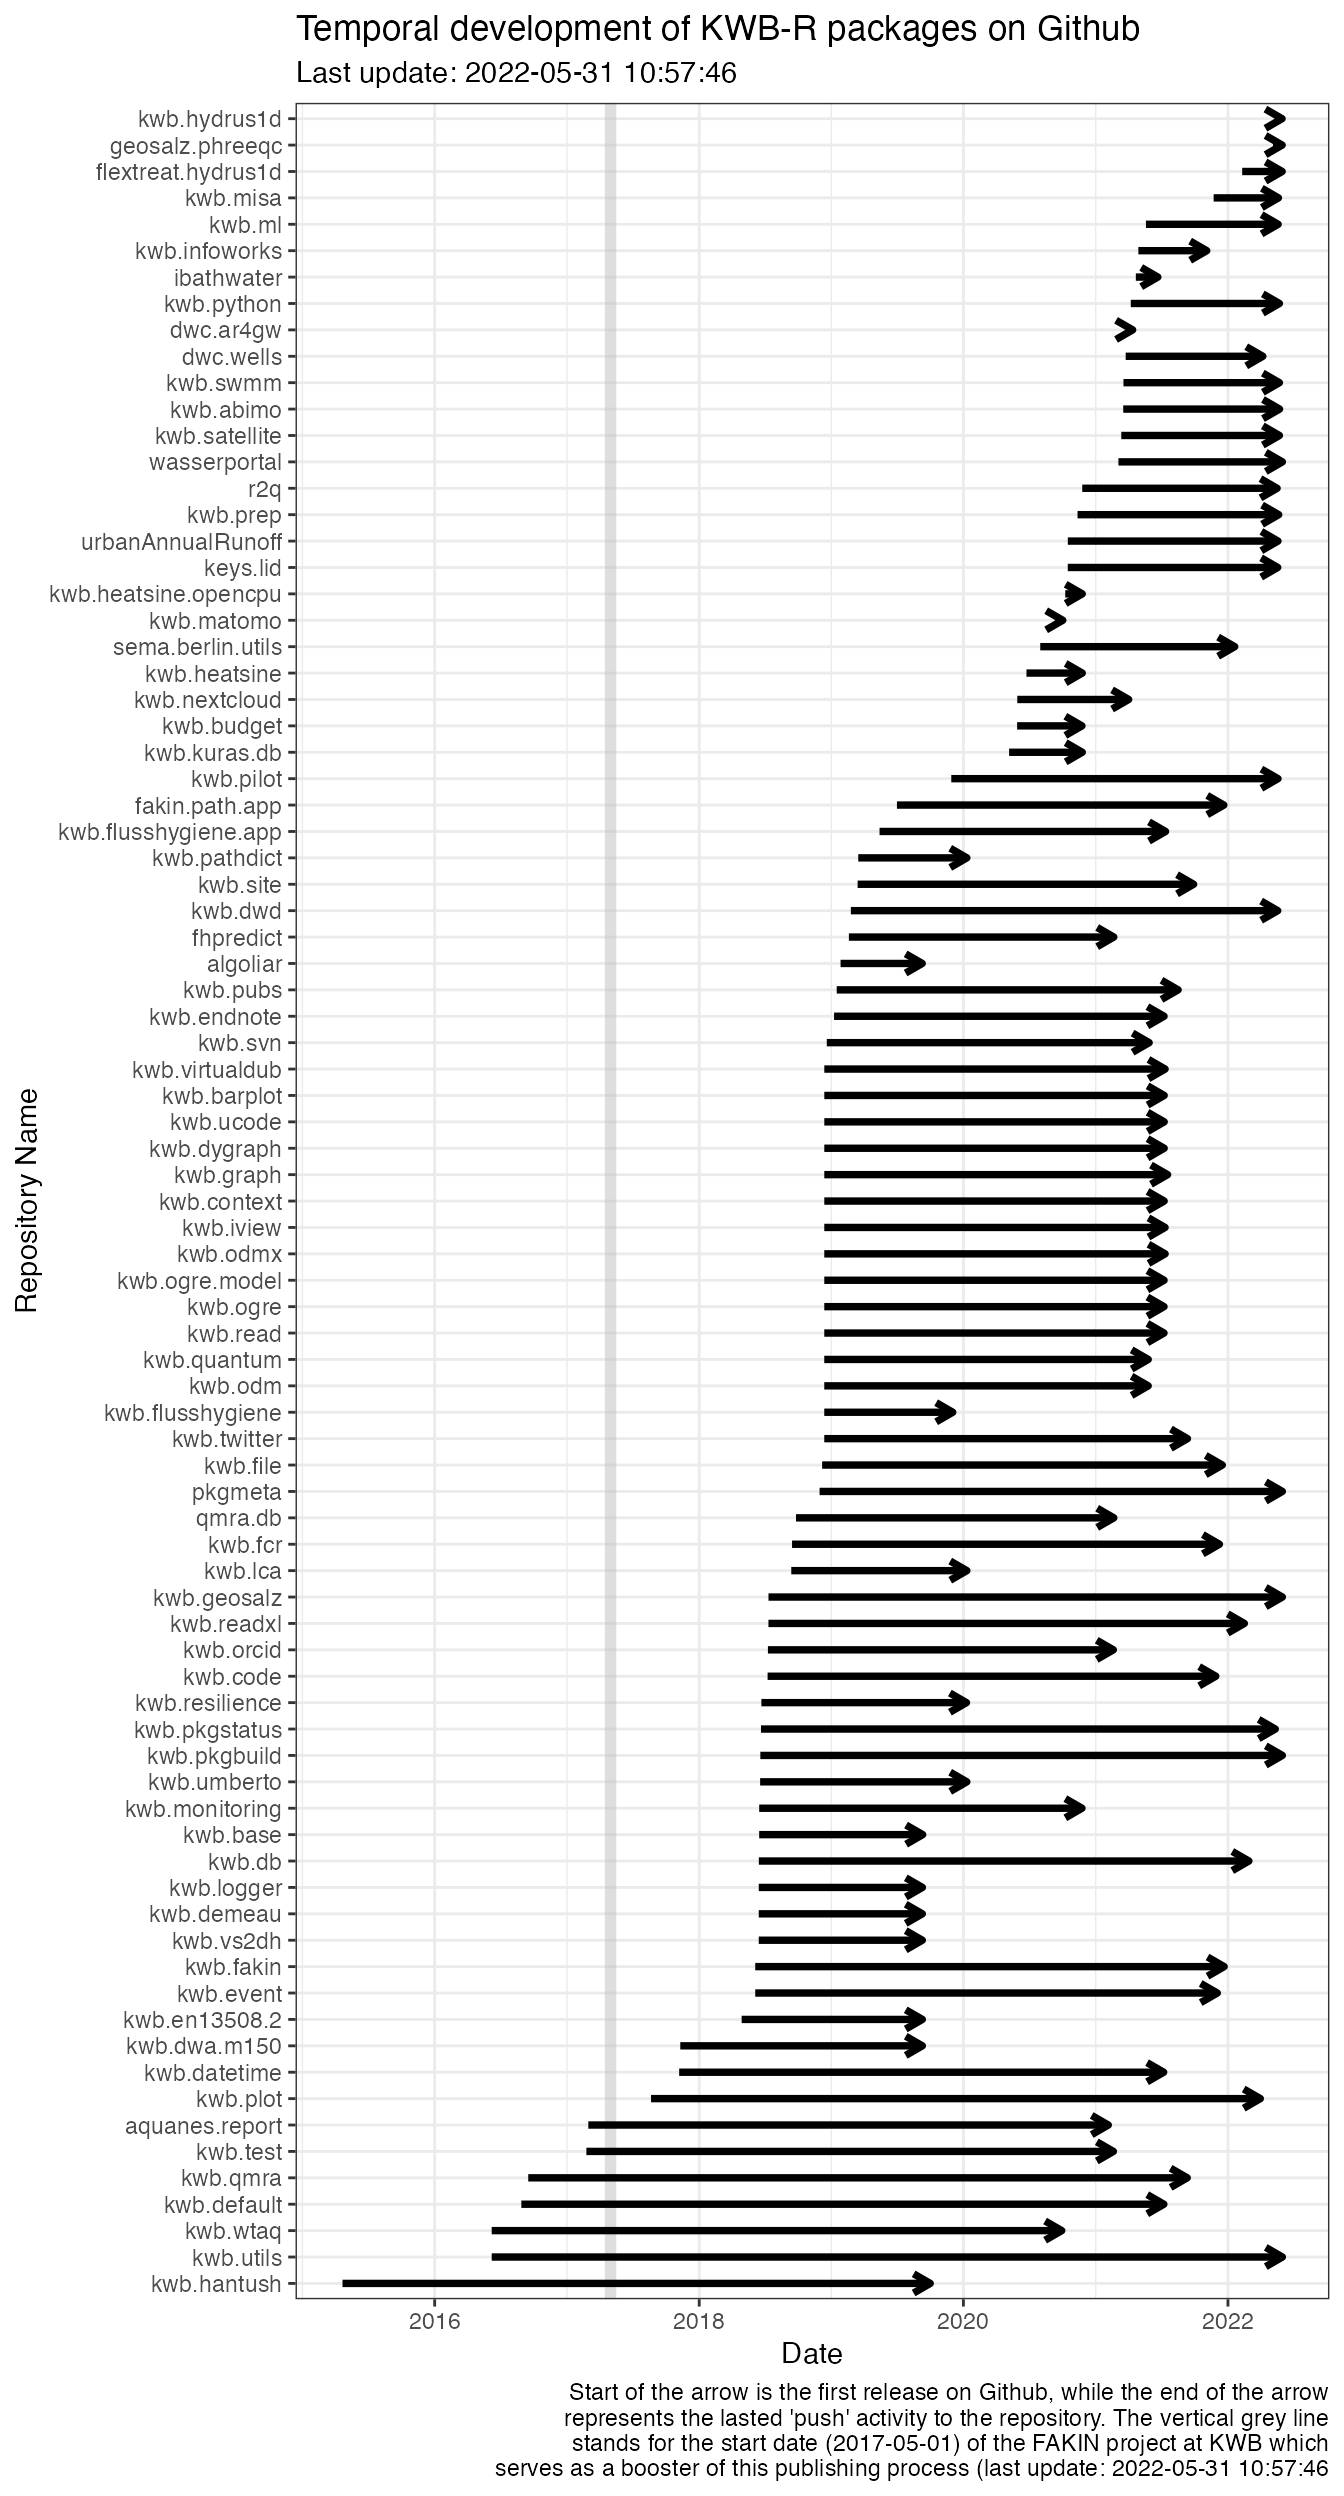 Temporal development of KWB-R packages on Github
Last update: 2022-05-31 10:57:46
kwb.hydrus1d
geosalz.phreeqc
flextreat.hydrus1d
kwb.misa
kwb.ml
kwb.infoworks
ibathwater
kwb.python
dwc.ar4gw
dwc.wells
kwb.swmm
kwb.abimo
kwb.satellite
wasserportal
r2q
kwb.prep
urbanAnnualRunoff
keys.lid
kwb.heatsine.opencpu
kwb.matomo
sema.berlin.utils
kwb.heatsine
kwb.nextcloud
kwb.budget
kwb.kuras.db
kwb.pilot
fakin.path.app
kwb.flusshygiene.app
kwb.pathdict
kwb.site
kwb.dwd
fhpredict
algoliar
kwb.pubs
kwb.endnote
kwb.svn
kwb.virtualdub
kwb.barplot
kwb.ucode
kwb.dygraph
kwb.graph
kwb.context
kwb.iview
kwb.odmx
kwb.ogre.model
kwb.ogre
kwb.read
kwb.quantum
kwb.odm
kwb.flusshygiene
kwb.twitter
kwb.file
pkgmeta
qmra.db
kwb.fcr
kwb.lca
kwb.geosalz
kwb.readxl
kwb.orcid
kwb.code
kwb.resilience
kwb.pkgstatus
kwb.pkgbuild
kwb.umberto
kwb.monitoring
kwb.base
kwb.db
kwb.logger
kwb.demeau
kwb.vs2dh
kwb.fakin
kwb.event
kwb.en13508.2
kwb.dwa.m150
kwb.datetime
kwb.plot
aquanes.report
kwb.test
kwb.qmra
kwb.default
kwb.wtaq
kwb.utils
kwb.hantush
Repository Name
2016 2018 2020 2022
Date
Start of the arrow is the first release on Github, while the end of the arrow
represents the lasted 'push' activity to the repository. The vertical grey line
stands for the start date (2017-05-01) of the FAKIN project at KWB which
serves as a booster of this publishing process (last update: 2022-05-31 10:57:46